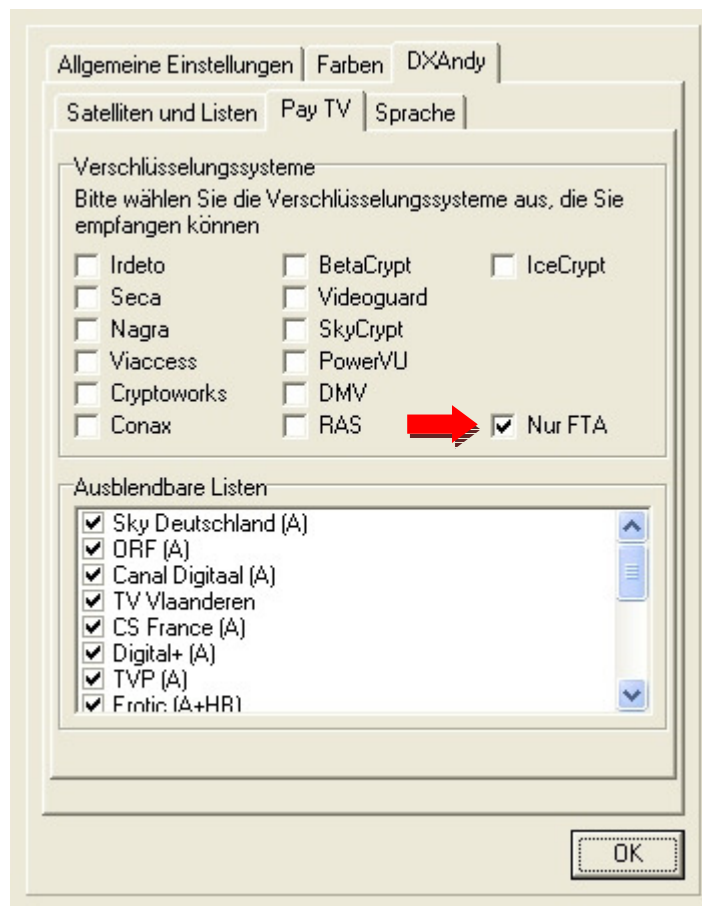 Allgemeine Einstellungen Farben DXAndy
Satelliten und Listen Pay TV Sprache
Verschlüsselungssysteme
Bitte wählen Sie die Verschlüsselungssysteme aus, die Sie
empfangen können
Irdeto BetaCrypt IceCrypt
Seca Videoguard
Nagra SkyCrypt
Viaccess PowerVU
Cryptoworks DMV
Conax RAS Nur FTA
Ausblendbare Listen
Sky Deutschland (A)
ORF (A)
Canal Digitaal (A)
TV Vlaanderen
CS France (A)
Digital+ (A)
TVP (A)
Erotic (A+HB)
OK